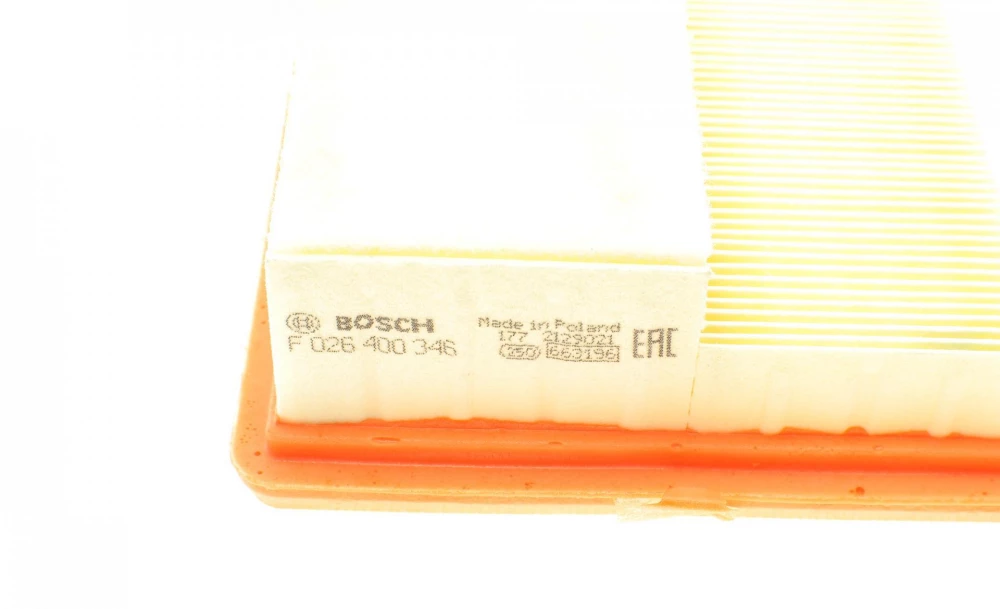 BOSCH
F 026 400 346
Made in Poland
177 2129021
250 663196
EAC